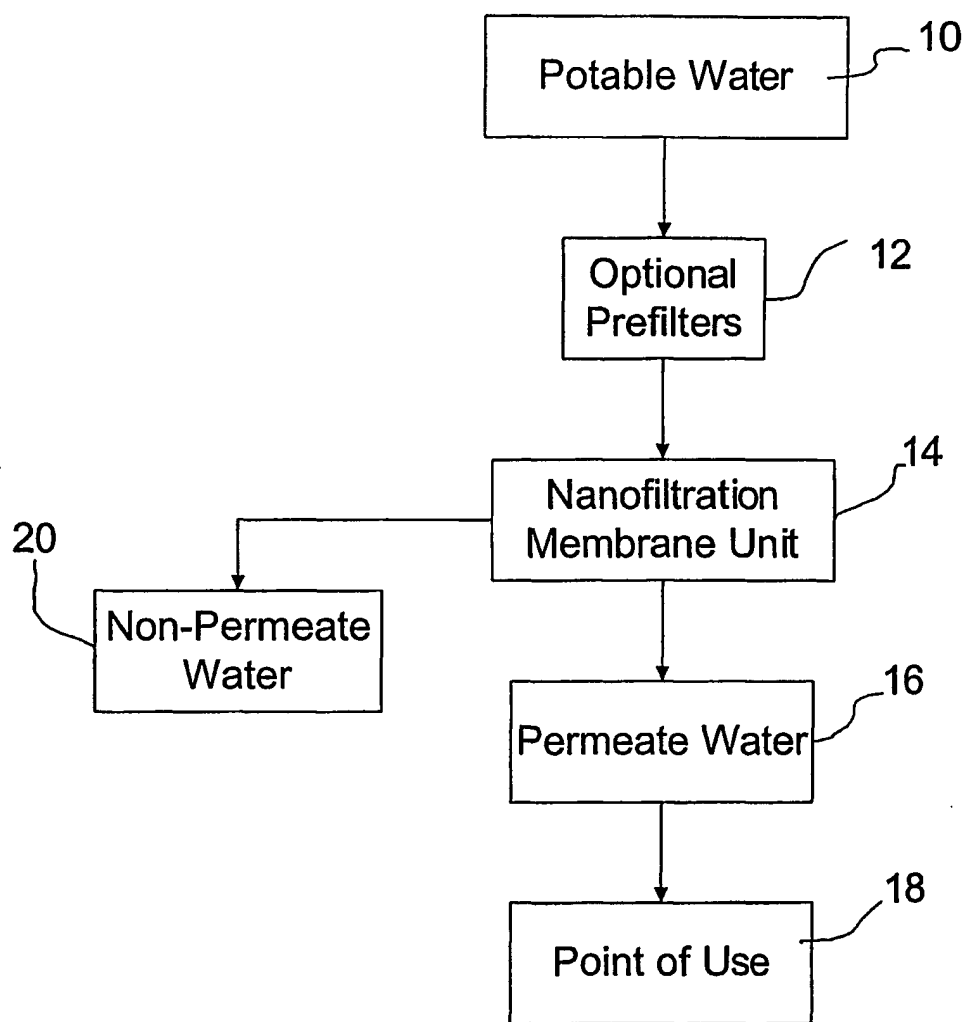 10
Potable Water
12
Optional
Prefilters
14
Nanofiltration
Membrane Unit
20
Non-Permeate
Water
16
Permeate Water
18
Point of Use